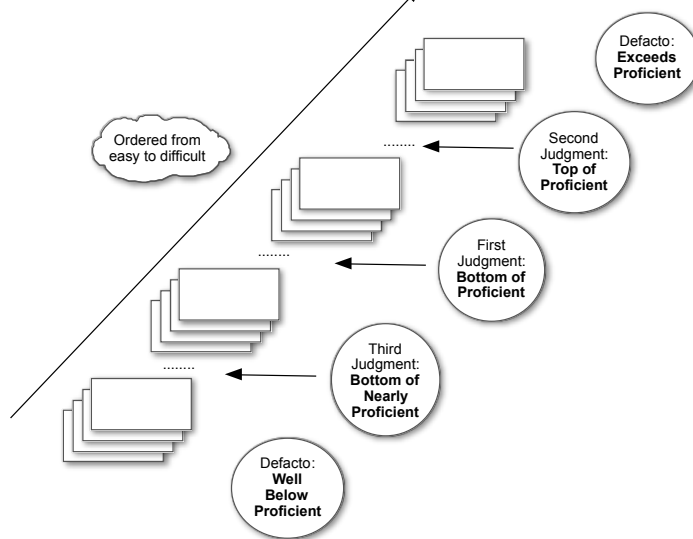 Defacto:
Exceeds
Proficient
Ordered from
easy to difficult
Second
Judgment:
Top of
Proficient
First
Judgment:
Bottom of
Proficient
Third
Judgment:
Bottom of
Nearly
Proficient
Defacto:
Well
Below
Proficient